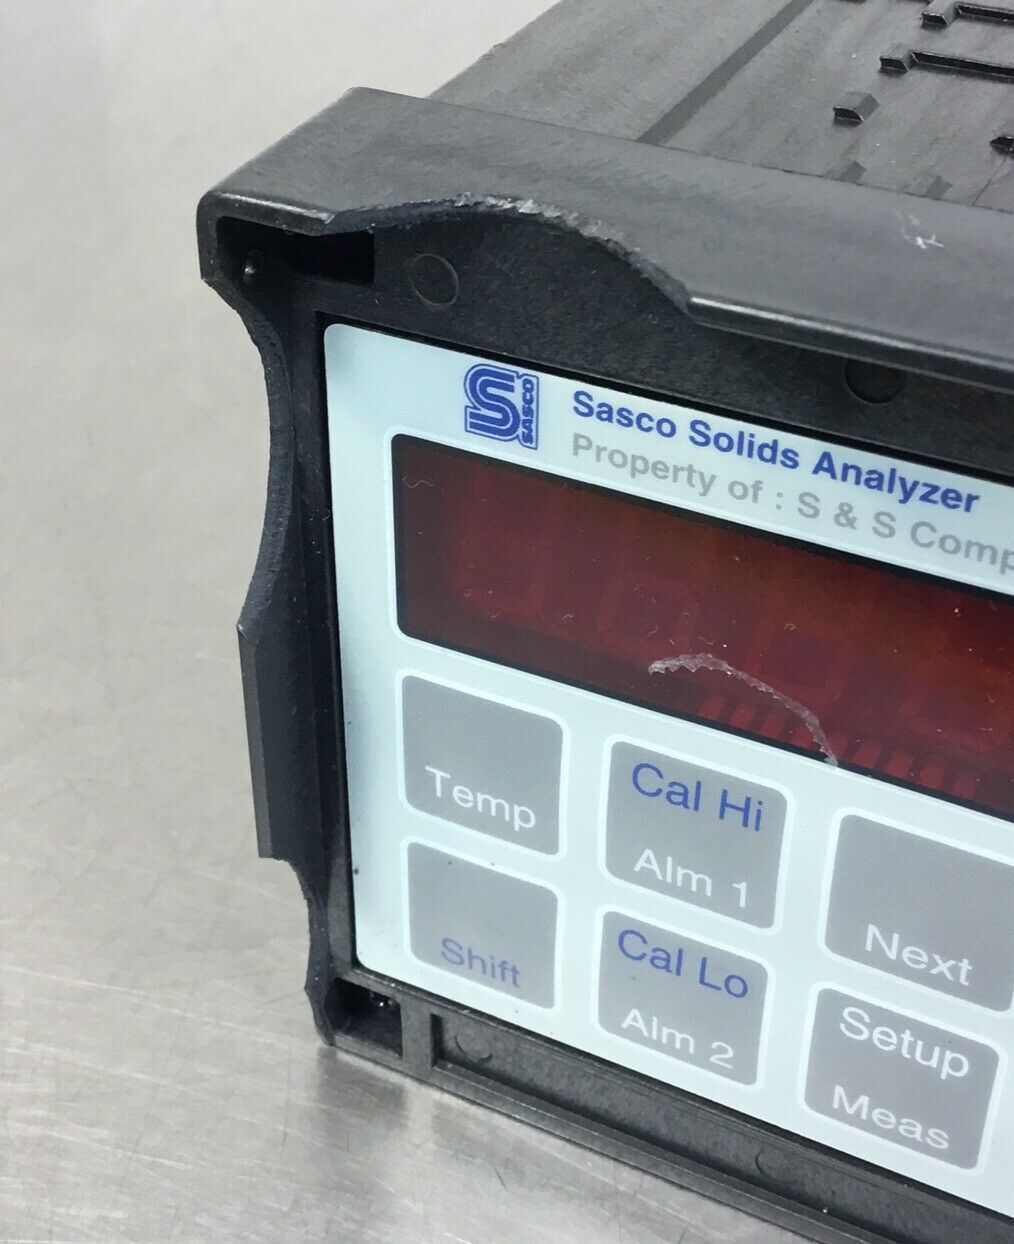 SASCO
Sasco Solids Analyzer
Property of : S & S Comp
Temp
Cal Hi
Alm 1
Next
Shift
Cal Lo
Alm 2
Setup
Meas